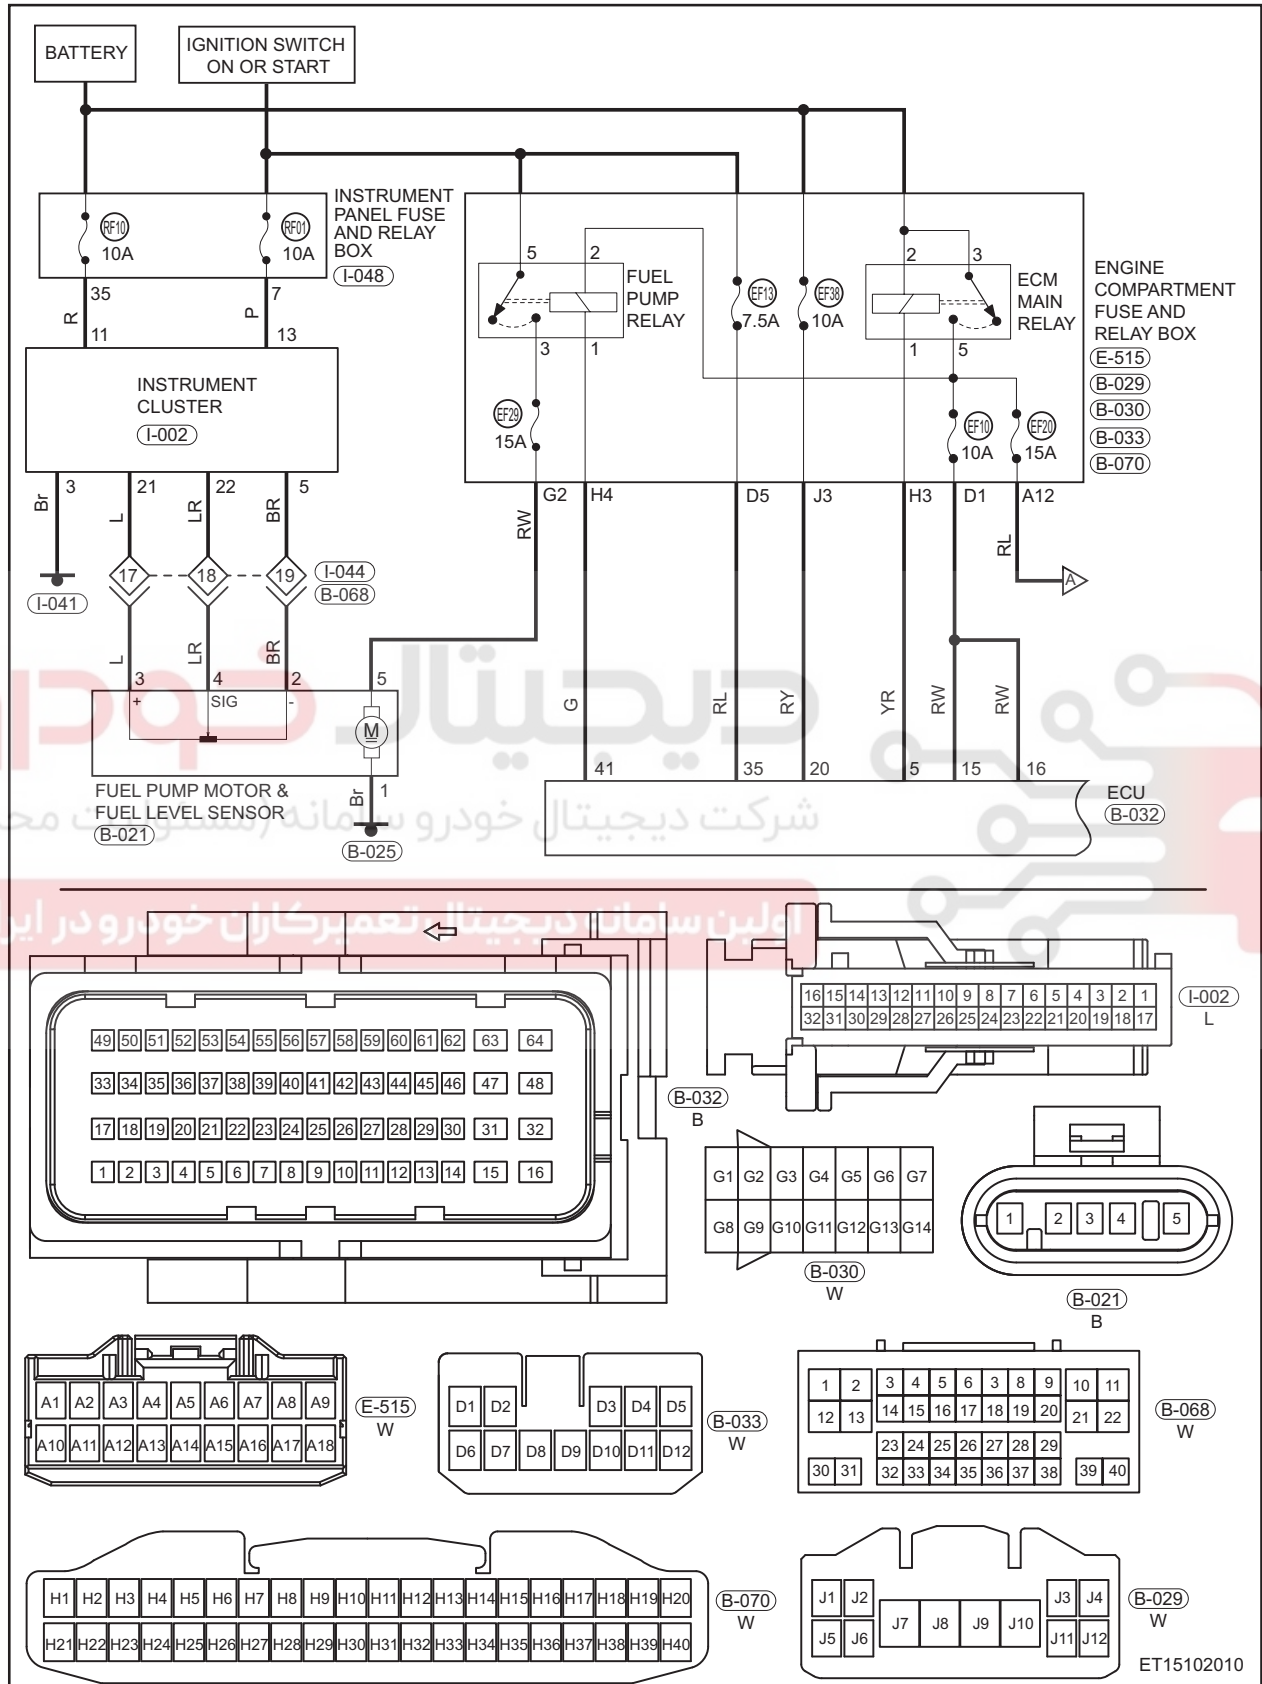 BATTERY
IGNITION SWITCH
ON OR START
RF10
10A
RF01
10A
INSTRUMENT
PANEL FUSE
AND RELAY
BOX
I-048
35
7
R
P
11
13
INSTRUMENT
CLUSTER
I-002
3
21
22
5
Br
L
LR
BR
17
18
19
I-044
B-068
I-041
L
LR
BR
3
4
2
5
+
SIG
-
M
FUEL PUMP MOTOR &
FUEL LEVEL SENSOR
B-021
Br
1
B-025
5
2
FUEL
PUMP
RELAY
3
1
EF29
15A
EF13
7.5A
EF38
10A
2
3
ECM
MAIN
RELAY
1
5
EF10
10A
EF20
15A
ENGINE
COMPARTMENT
FUSE AND
RELAY BOX
E-515
B-029
B-030
B-033
B-070
G2
H4
D5
J3
H3
D1
A12
RW
RL
A
G
RL
RY
YR
RW
RW
41
35
20
5
15
16
ECU
B-032
دیجیتال خودرو
شرکت دیجیتال خودرو سامانه (مسئولیت مح
اولین سامانه دیجیتال تعمیرکاران خودرو در ایر
49 50 51 52 53 54 55 56 57 58 59 60 61 62 63 64
33 34 35 36 37 38 39 40 41 42 43 44 45 46 47 48
17 18 19 20 21 22 23 24 25 26 27 28 29 30 31 32
1 2 3 4 5 6 7 8 9 10 11 12 13 14 15 16
B-032
B
16 15 14 13 12 11 10 9 8 7 6 5 4 3 2 1
32 31 30 29 28 27 26 25 24 23 22 21 20 19 18 17
I-002
L
G1 G2 G3 G4 G5 G6 G7
G8 G9 G10 G11 G12 G13 G14
B-030
W
1 2 3 4 5
B-021
B
A1 A2 A3 A4 A5 A6 A7 A8 A9
A10 A11 A12 A13 A14 A15 A16 A17 A18
E-515
W
D1 D2 D3 D4 D5
D6 D7 D8 D9 D10 D11 D12
B-033
W
1 2 3 4 5 6 3 8 9 10 11
12 13 14 15 16 17 18 19 20 21 22
23 24 25 26 27 28 29
30 31 32 33 34 35 36 37 38 39 40
B-068
W
H1 H2 H3 H4 H5 H6 H7 H8 H9 H10 H11 H12 H13 H14 H15 H16 H17 H18 H19 H20
H21 H22 H23 H24 H25 H26 H27 H28 H29 H30 H31 H32 H33 H34 H35 H36 H37 H38 H39 H40
B-070
W
J1 J2 J3 J4
J7 J8 J9 J10
J5 J6 J11 J12
B-029
W
ET15102010